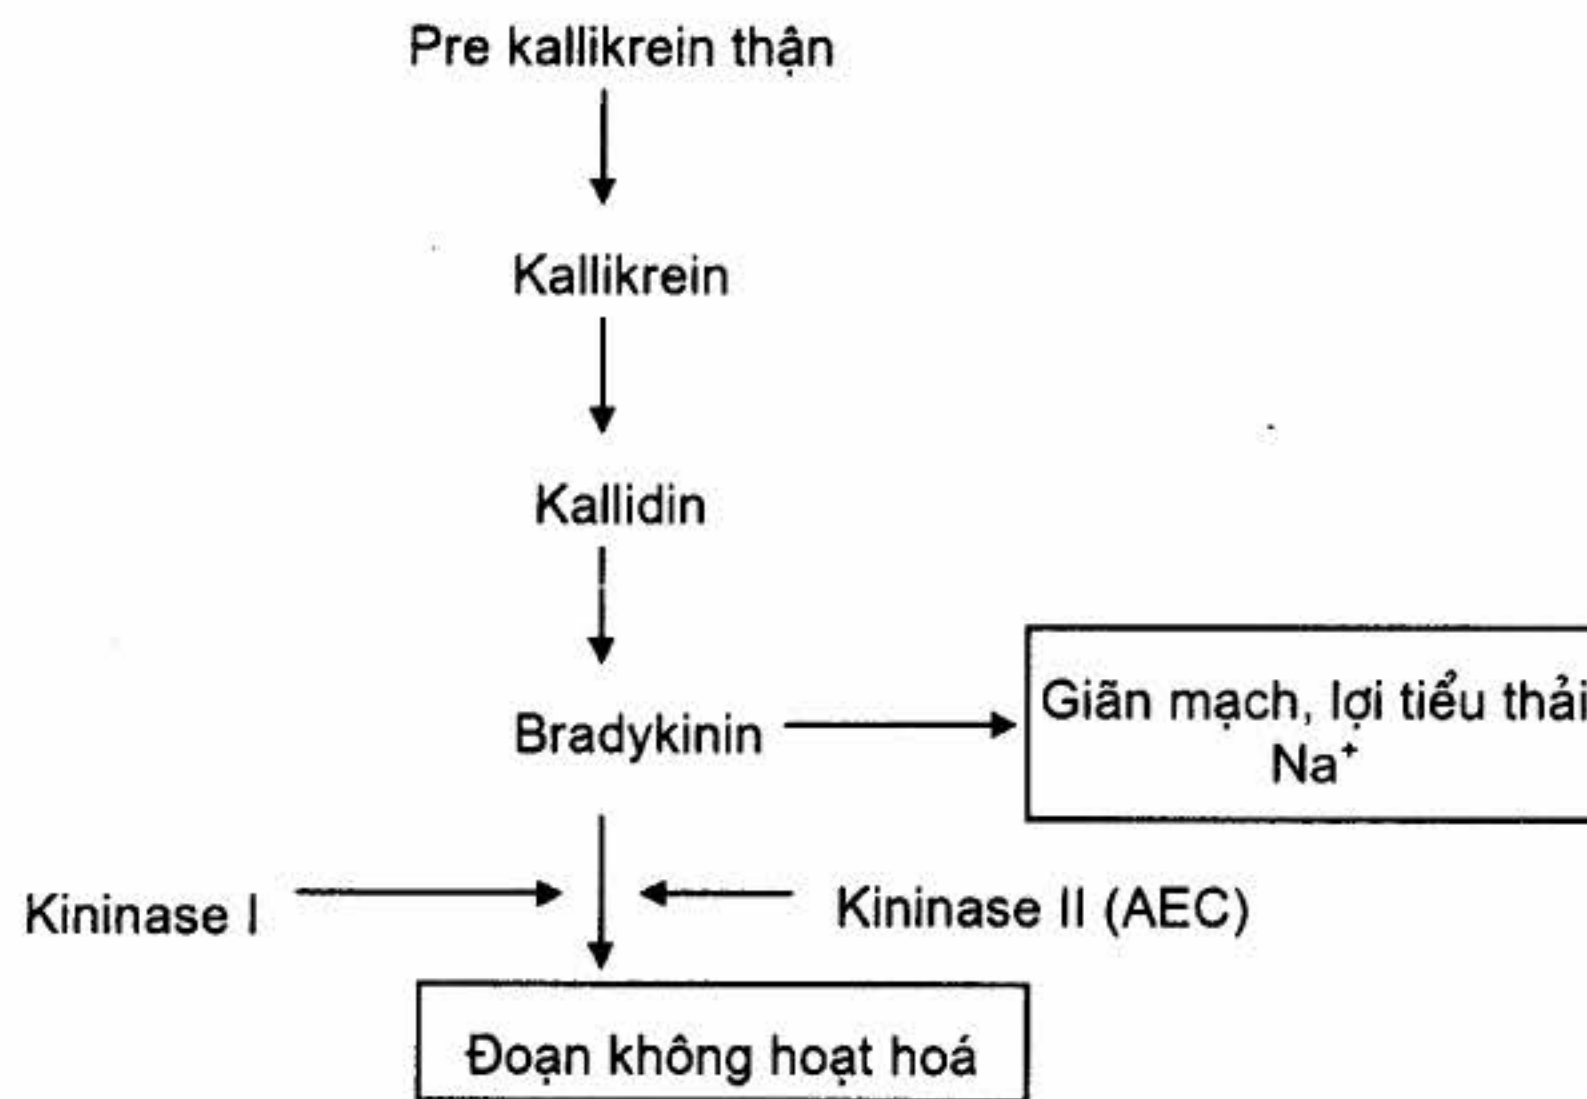 Pre kallikrein thận
Kallikrein
Kallidin
Bradykinin
Giãn mạch, lợi tiểu thải
Na⁺
Kininase I
Kininase II (AEC)
Đoạn không hoạt hoá